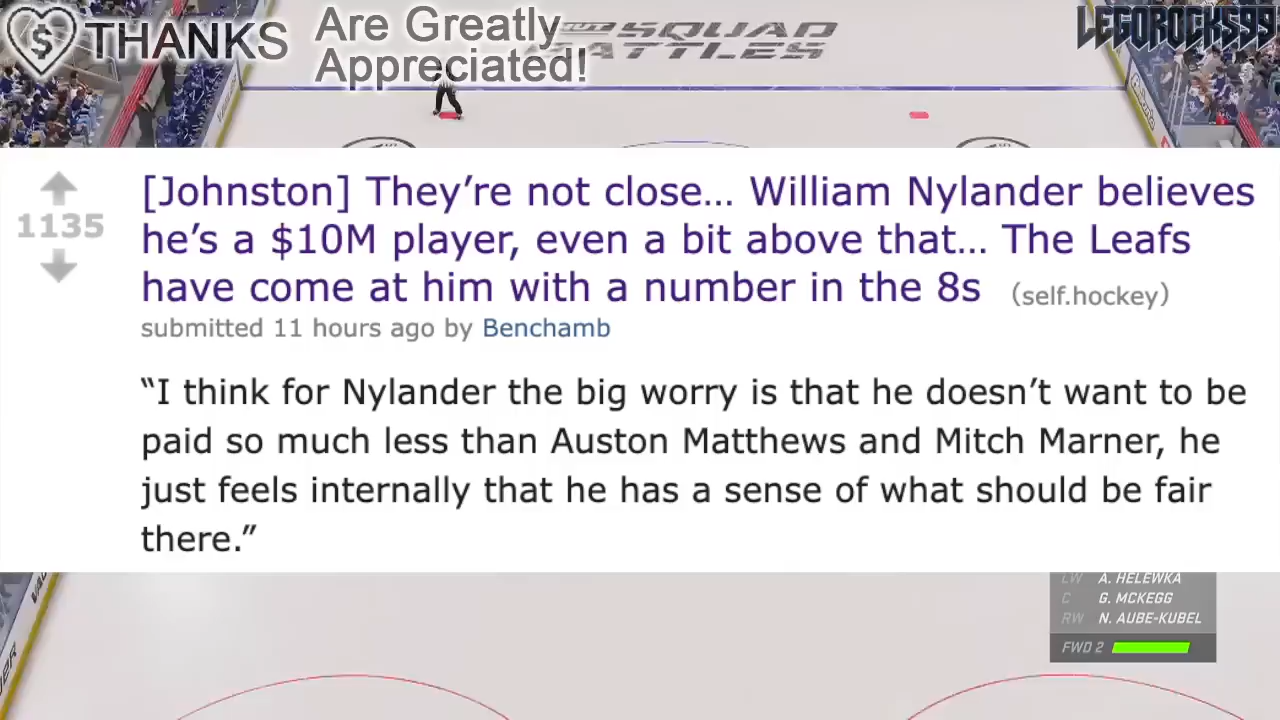 THANKS Are Greatly
Appreciated!
HUT SQUAD
BATTLES
LEGOROCKS99
1135
[Johnston] They’re not close... William Nylander believes
he’s a $10M player, even a bit above that... The Leafs
have come at him with a number in the 8s (self.hockey)
submitted 11 hours ago by Benchamb
“I think for Nylander the big worry is that he doesn’t want to be
paid so much less than Auston Matthews and Mitch Marner, he
just feels internally that he has a sense of what should be fair
there.”
LW A. HELEWKA
C G. MCKEGG
RW N. AUBE-KUBEL
FWD 2